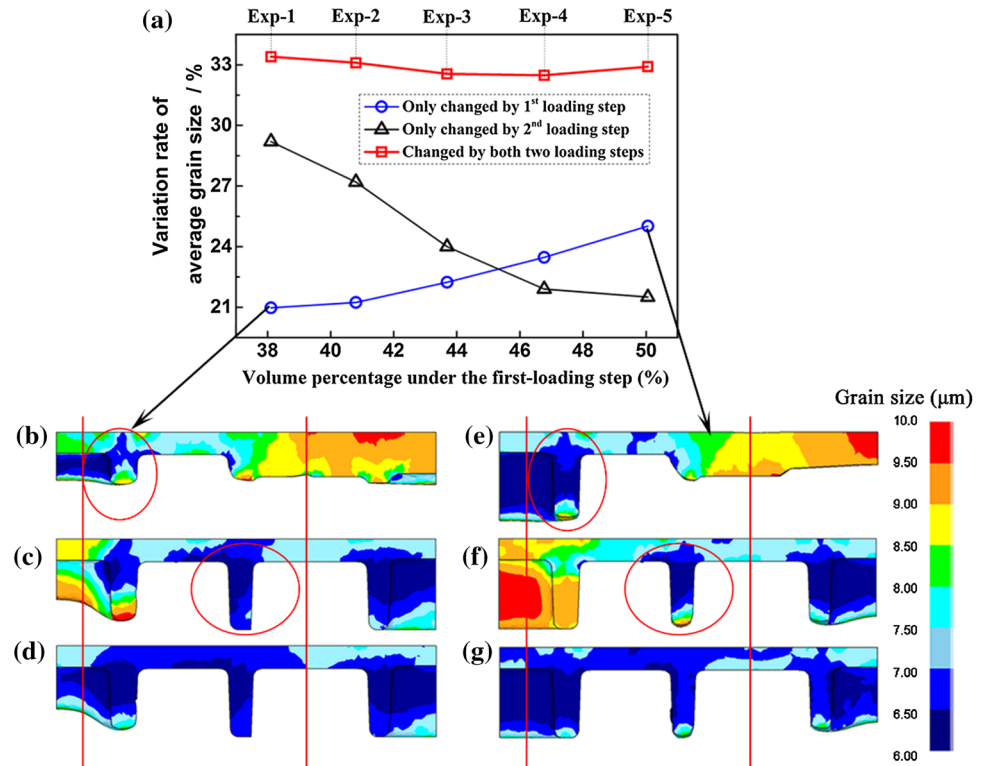 Exp-1 Exp-2 Exp-3 Exp-4 Exp-5
(a)
Variation rate of
average grain size / %
33
30
27
24
21
Only changed by 1st loading step
Only changed by 2nd loading step
Changed by both two loading steps
38 40 42 44 46 48 50
Volume percentage under the first-loading step (%)
Grain size (μm)
(b)
(c)
(d)
(e)
(f)
(g)
10.0
9.50
9.00
8.50
8.00
7.50
7.00
6.50
6.00